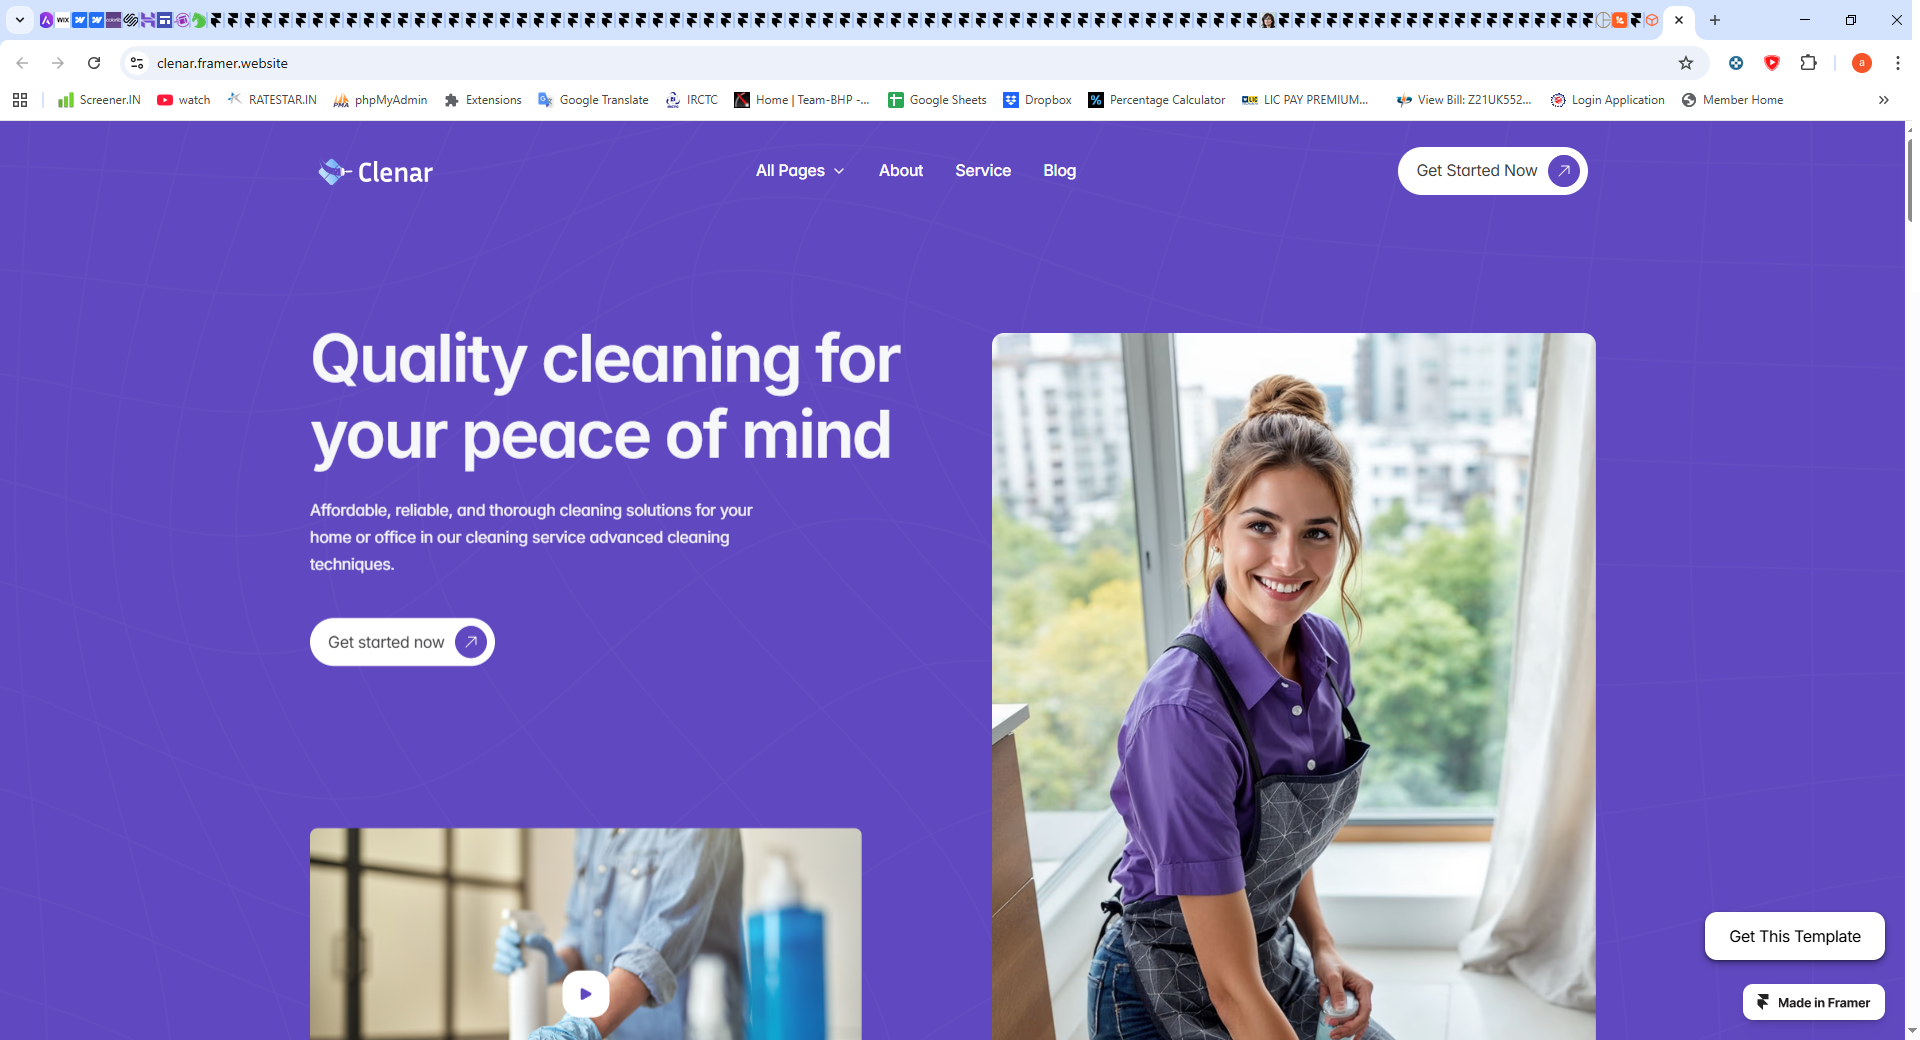 WIX
clenar.framer.website
a
Screener.IN
watch
RATESTAR.IN
PMA
phpMyAdmin
Extensions
Google Translate
IRCTC
Home | Team-BHP -...
Google Sheets
Dropbox
%
Percentage Calculator
LIC PAY PREMIUM...
View Bill: Z21UK552...
Login Application
Member Home
Clenar
All Pages
About
Service
Blog
Get Started Now
Quality cleaning for
your peace of mind
Affordable, reliable, and thorough cleaning solutions for your
home or office in our cleaning service advanced cleaning
techniques.
Get started now
Get This Template
Made in Framer